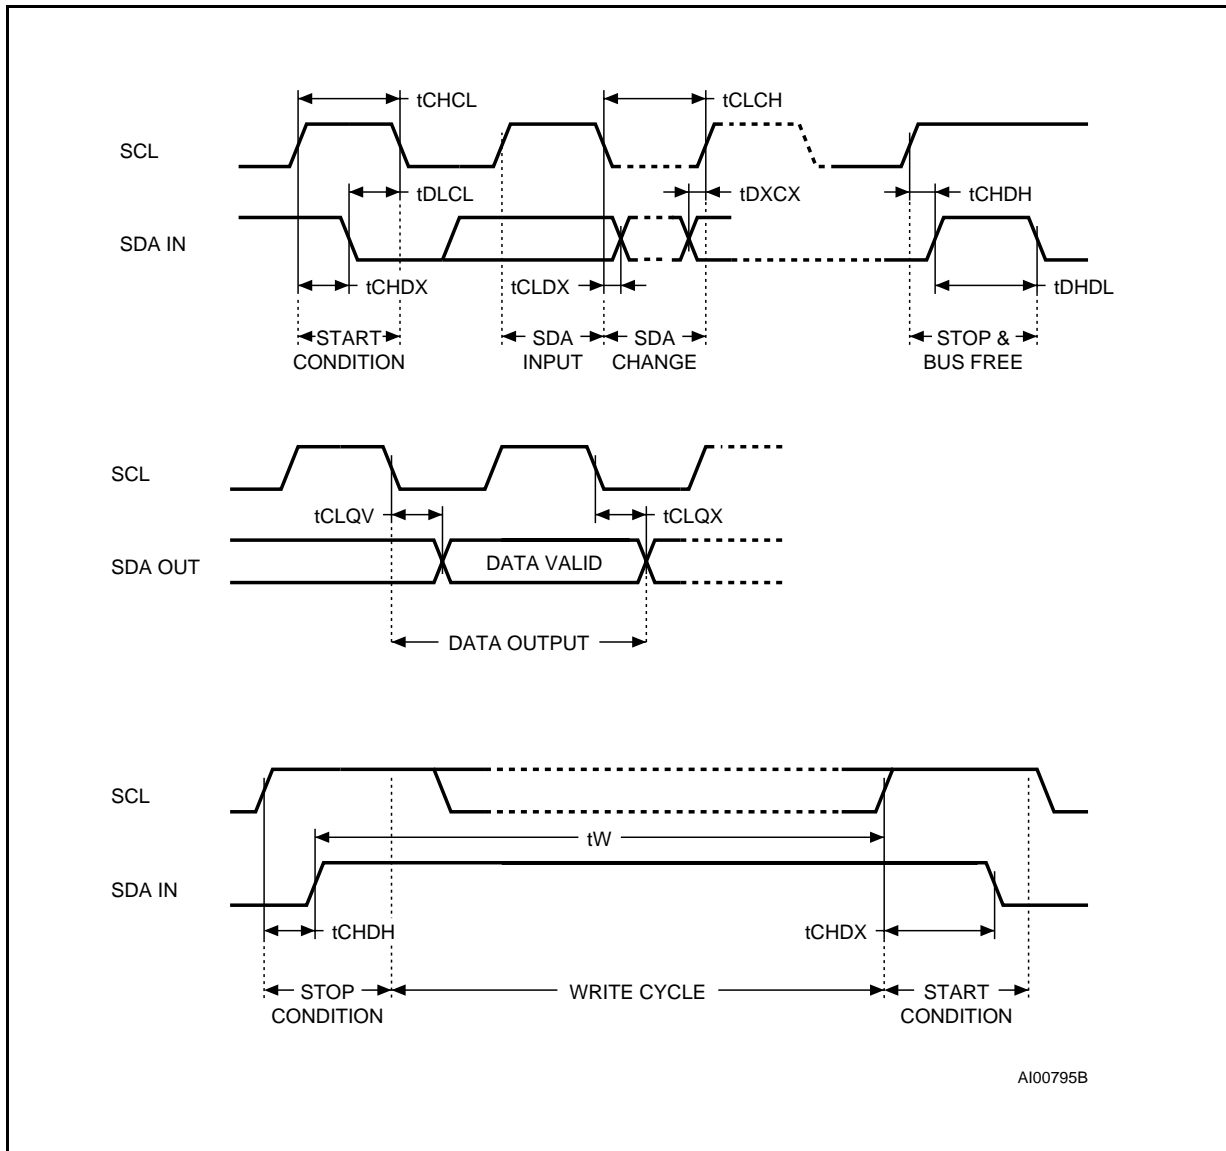 tCHCL
tCLCH
SCL
tDLCL
tDXCX
tCHDH
SDA IN
tCHDX
tCLDX
tDHDL
START
CONDITION
SDA
INPUT
SDA
CHANGE
STOP &
BUS FREE
SCL
tCLQV
tCLQX
SDA OUT
DATA VALID
DATA OUTPUT
SCL
tW
SDA IN
tCHDH
tCHDX
STOP
CONDITION
WRITE CYCLE
START
CONDITION
AI00795B